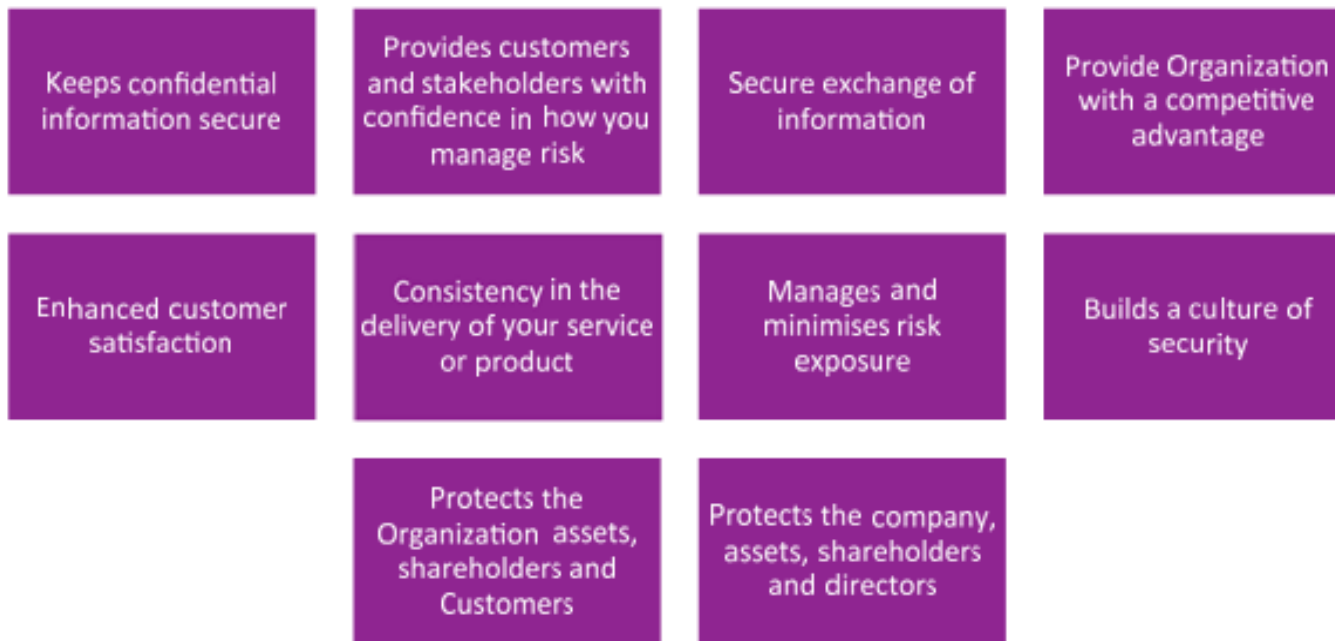 Keeps confidential
information secure
Provides customers
and stakeholders with
confidence in how you
manage risk
Secure exchange of
information
Provide Organization
with a competitive
advantage
Enhanced customer
satisfaction
Consistency in the
delivery of your service
or product
Manages and
minimises risk
exposure
Builds a culture of
security
Protects the
Organization assets,
shareholders and
Customers
Protects the company,
assets, shareholders
and directors